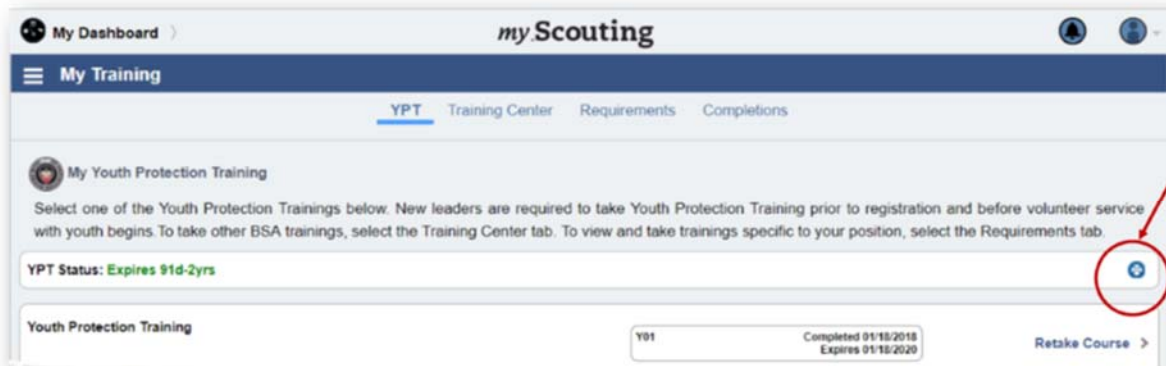 My Dashboard
my.Scouting
My Training
YPT Training Center Requirements Completions
My Youth Protection Training
Select one of the Youth Protection Trainings below. New leaders are required to take Youth Protection Training prior to registration and before volunteer service
with youth begins.To take other BSA trainings, select the Training Center tab. To view and take trainings specific to your position, select the Requirements tab.
YPT Status: Expires 91d-2yrs
Youth Protection Training
Y01 Completed 01/18/2018
Expires 01/18/2020
Retake Course >